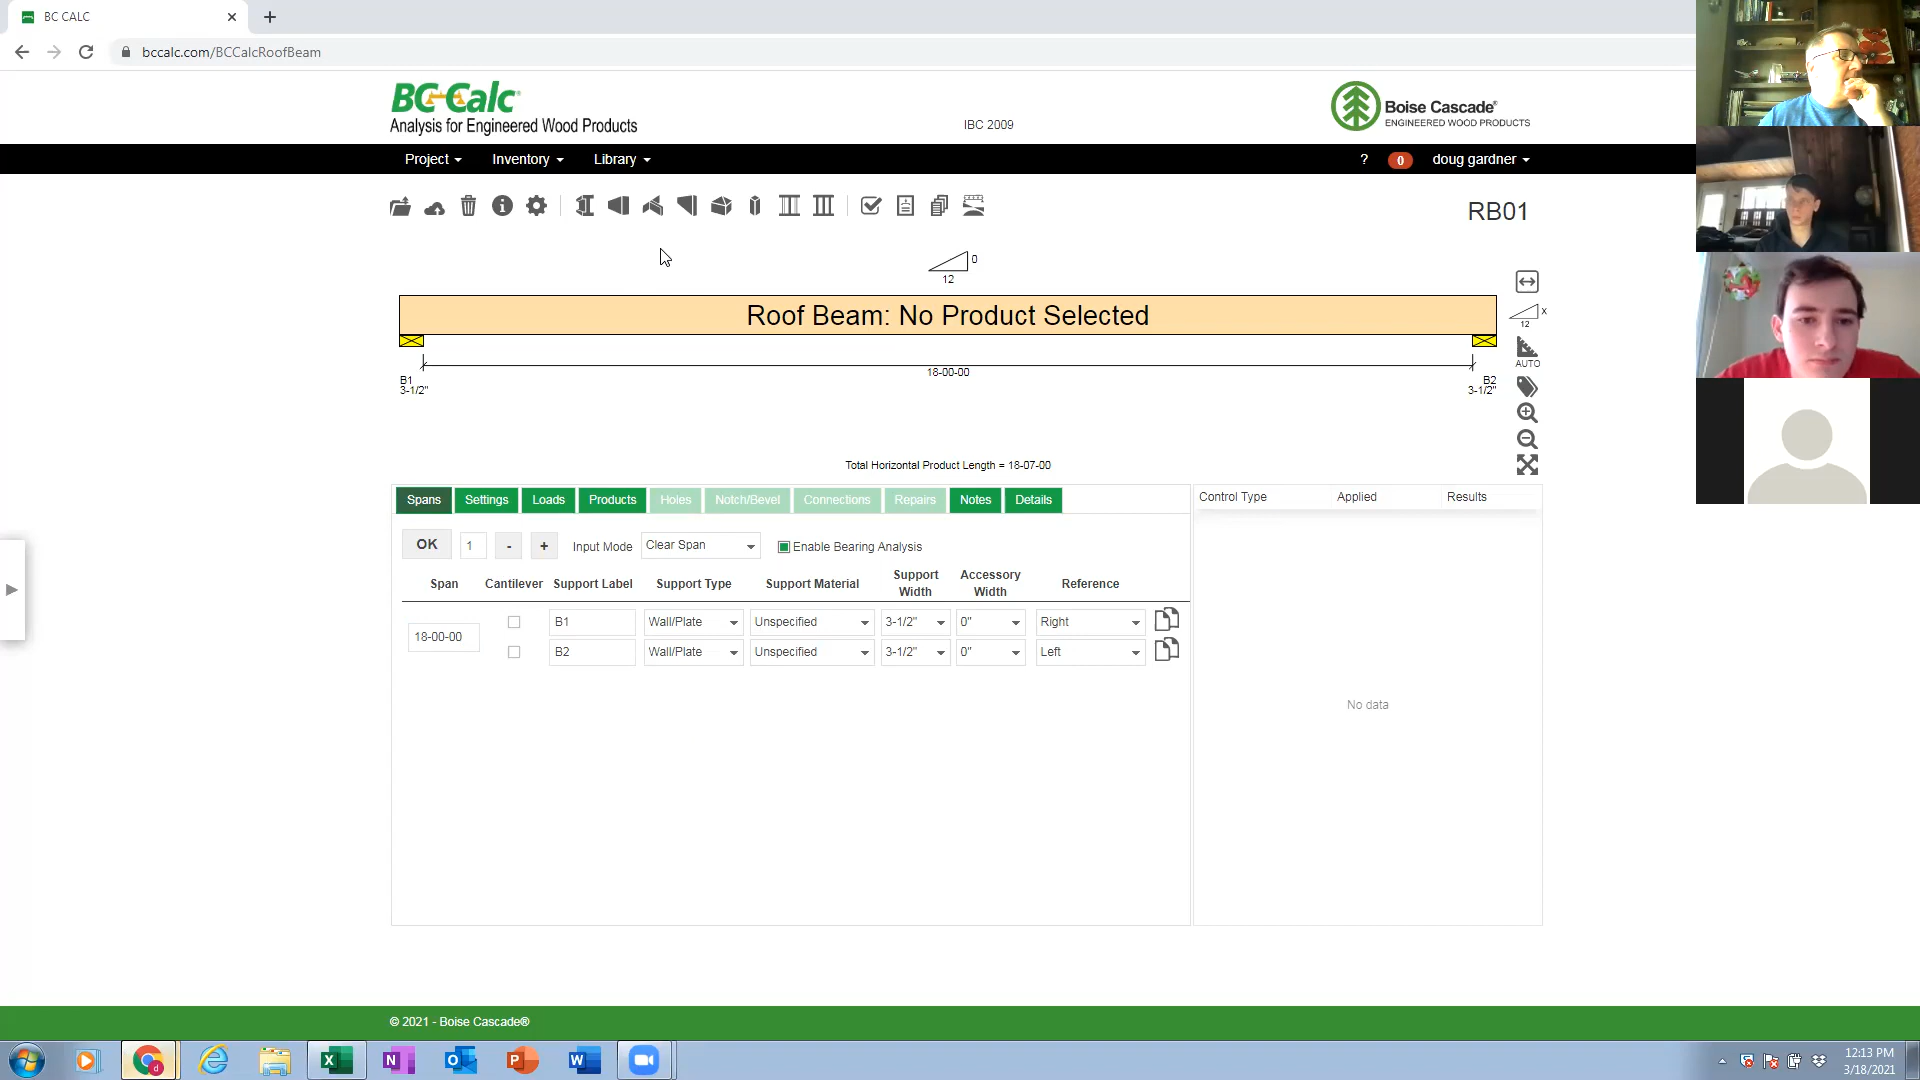 BC CALC
bccalc.com/BCCalcRoofBeam
BC Calc®
Analysis for Engineered Wood Products
IBC 2009
Boise Cascade®
ENGINEERED WOOD PRODUCTS
Project
Inventory
Library
?
0
doug gardner
RB01
0
12
Roof Beam: No Product Selected
x
12
AUTO
18-00-00
B1
3-1/2"
B2
3-1/2"
Total Horizontal Product Length = 18-07-00
Spans Settings Loads Products Holes Notch/Bevel Connections Repairs Notes Details
Control Type Applied Results
OK 1 - + Input Mode Clear Span Enable Bearing Analysis
Span Cantilever Support Label Support Type Support Material Support Width Accessory Width Reference
18-00-00
B1 Wall/Plate Unspecified 3-1/2" 0" Right
B2 Wall/Plate Unspecified 3-1/2" 0" Left
No data
© 2021 - Boise Cascade®
12:13 PM
3/18/2021